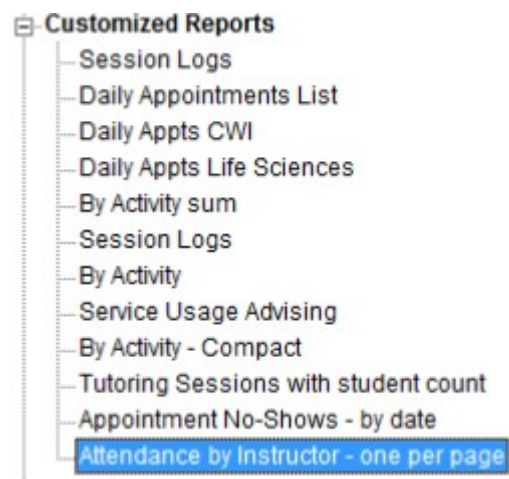 Customized Reports
Session Logs
Daily Appointments List
Daily Appts CWI
Daily Appts Life Sciences
By Activity sum
Session Logs
By Activity
Service Usage Advising
By Activity - Compact
Tutoring Sessions with student count
Appointment No-Shows - by date
Attendance by Instructor - one per page